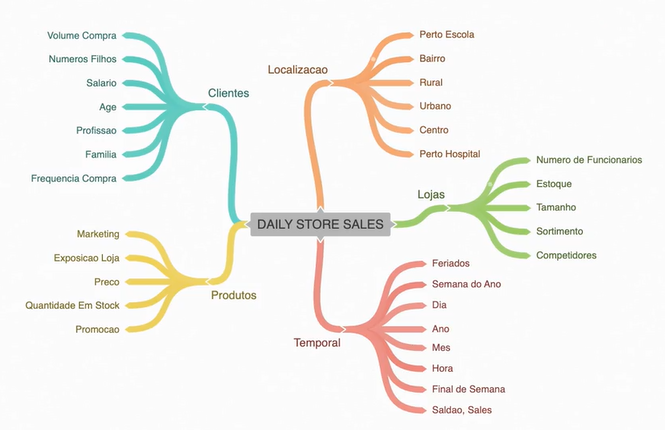 DAILY STORE SALES
Clientes
Volume Compra
Numeros Filhos
Salario
Age
Profissao
Familia
Frequencia Compra
Produtos
Marketing
Exposicao Loja
Preco
Quantidade Em Stock
Promocao
Localizacao
Perto Escola
Bairro
Rural
Urbano
Centro
Perto Hospital
Lojas
Numero de Funcionarios
Estoque
Tamanho
Sortimento
Competidores
Temporal
Feriados
Semana do Ano
Dia
Ano
Mes
Hora
Final de Semana
Saldao, Sales